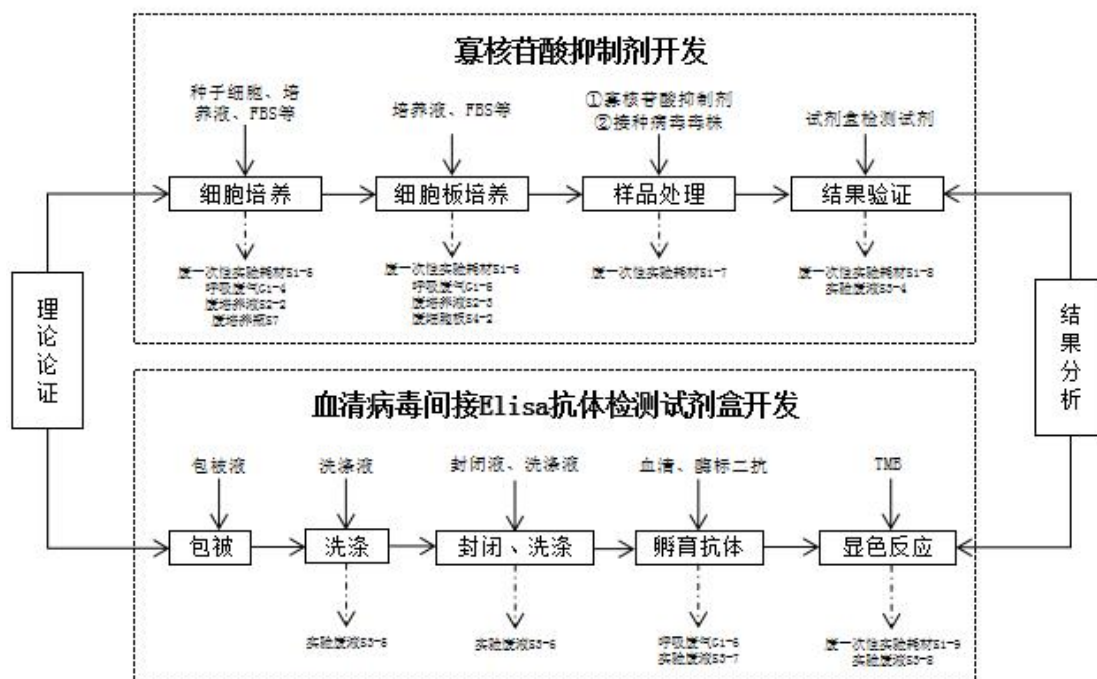 寡核苷酸抑制剂开发
种子细胞、培
养液、FBS等
培养液、FBS等
①寡核苷酸抑制剂
②接种病毒毒株
试剂盒检测试剂
细胞培养
细胞板培养
样品处理
结果验证
废一次性实验耗材S1-5
呼吸废气G1-4
废培养液S2-2
废培养瓶S7
废一次性实验耗材S1-6
呼吸废气G1-5
废培养液S2-3
废细胞板S4-2
废一次性实验耗材S1-7
废一次性实验耗材S1-8
实验废液S3-4
理论论证
结果分析
血清病毒间接Elisa抗体检测试剂盒开发
包被液
洗涤液
封闭液、洗涤液
血清、酶标二抗
TMB
包被
洗涤
封闭、洗涤
孵育抗体
显色反应
实验废液S3-5
实验废液S3-6
呼吸废气G1-6
实验废液S3-7
废一次性实验耗材S1-9
实验废液S3-8